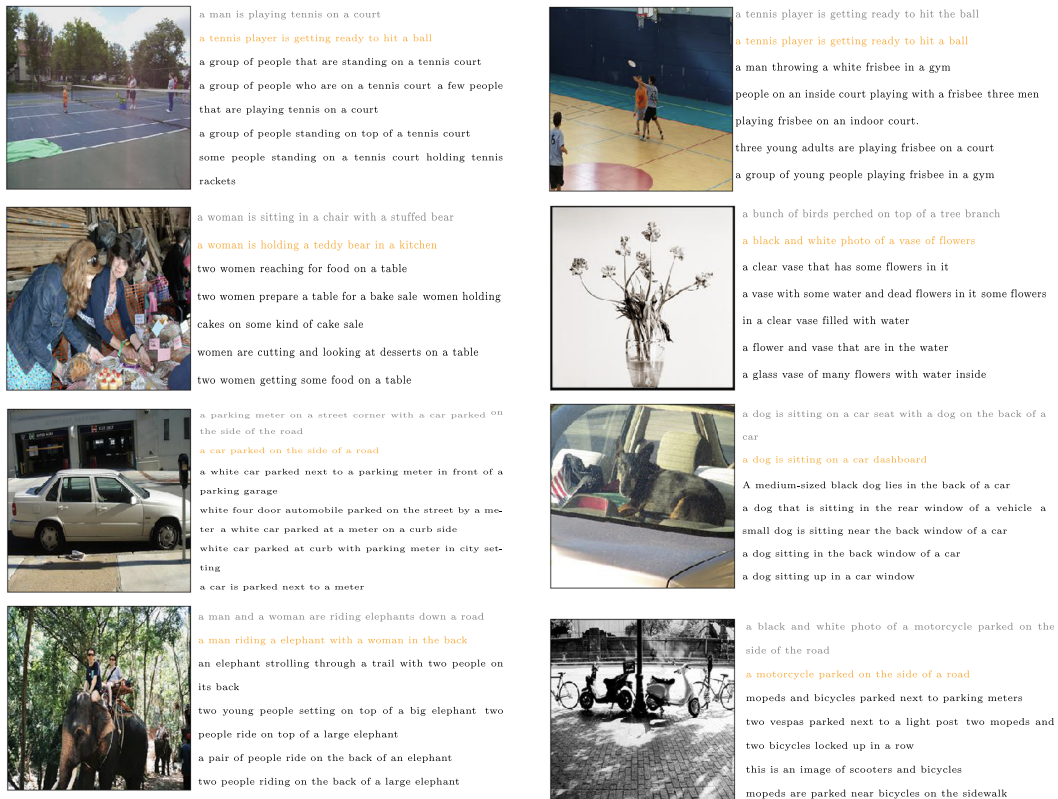 a man is playing tennis on a court
a tennis player is getting ready to hit a ball
a group of people that are standing on a tennis court
a group of people who are on a tennis court a few people
that are playing tennis on a court
a group of people standing on top of a tennis court
some people standing on a tennis court holding tennis
rackets
a tennis player is getting ready to hit the ball
a tennis player is getting ready to hit a ball
a man throwing a white frisbee in a gym
people on an inside court playing with a frisbee three men
playing frisbee on an indoor court.
three young adults are playing frisbee on a court
a group of young people playing frisbee in a gym
a woman is sitting in a chair with a stuffed bear
a woman is holding a teddy bear in a kitchen
two women reaching for food on a table
two women prepare a table for a bake sale women holding
cakes on some kind of cake sale
women are cutting and looking at desserts on a table
two women getting some food on a table
a bunch of birds perched on top of a tree branch
a black and white photo of a vase of flowers
a clear vase that has some flowers in it
a vase with some water and dead flowers in it some flowers
in a clear vase filled with water
a flower and vase that are in the water
a glass vase of many flowers with water inside
a parking meter on a street corner with a car parked on
the side of the road
a car parked on the side of a road
a white car parked next to a parking meter in front of a
parking garage
white four door automobile parked on the street by a me-
ter a white car parked at a meter on a curb side
white car parked at curb with parking meter in city set-
ting
a car is parked next to a meter
a dog is sitting on a car seat with a dog on the back of a
car
a dog is sitting on a car dashboard
A medium-sized black dog lies in the back of a car
a dog that is sitting in the rear window of a vehicle a
small dog is sitting near the back window of a car
a dog sitting in the back window of a car
a dog sitting up in a car window
a man and a woman are riding elephants down a road
a man riding a elephant with a woman in the back
an elephant strolling through a trail with two people on
its back
two young people setting on top of a big elephant two
people ride on top of a large elephant
a pair of people ride on the back of an elephant
two people riding on the back of a large elephant
a black and white photo of a motorcycle parked on the
side of the road
a motorcycle parked on the side of a road
mopeds and bicycles parked next to parking meters
two vespas parked next to a light post two mopeds and
two bicycles locked up in a row
this is an image of scooters and bicycles
mopeds are parked near bicycles on the sidewalk